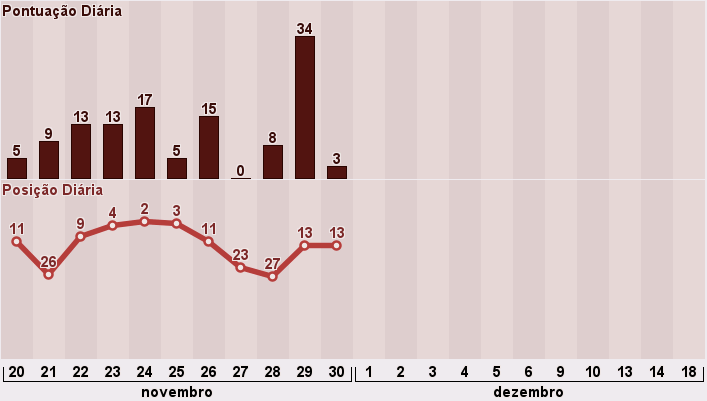 Pontuação Diária
5 9 13 13 17 5 15 0 8 34 3
Posição Diária
11 26 9 4 2 3 11 23 27 13 13
20 21 22 23 24 25 26 27 28 29 30 1 2 3 4 5 6 9 10 13 14 18
novembro dezembro